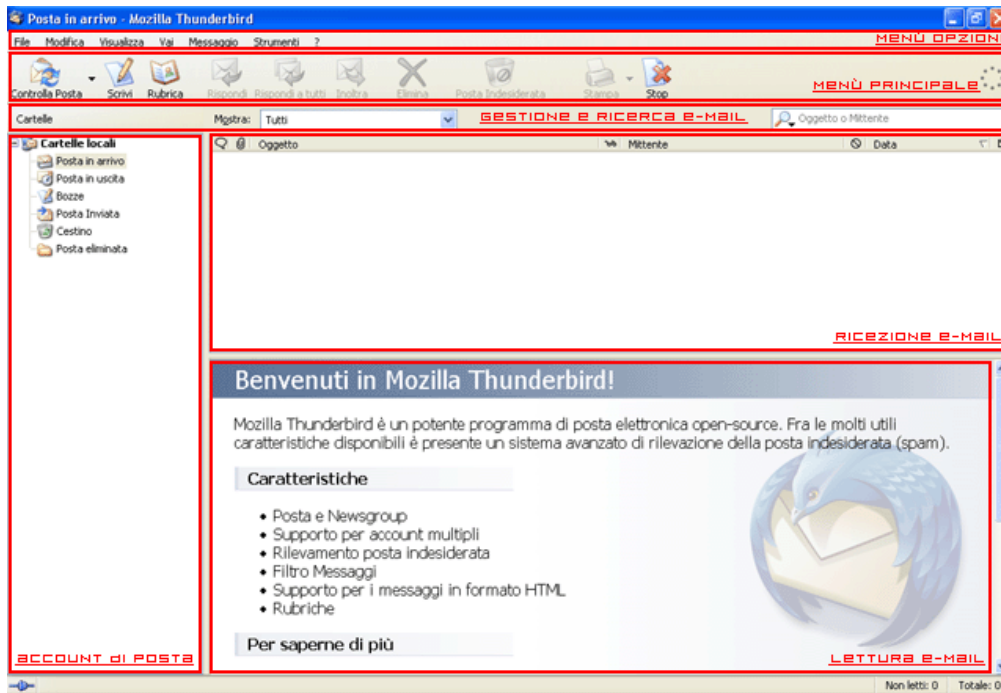 Posta in arrivo - Mozilla Thunderbird
File Modifica Visualizza Vai Messaggio Strumenti ?
MENÙ OPZIONI
Controlla Posta Scrivi Rubrica Rispondi Rispondi a tutti Inoltra Elimina Posta Indesiderata Stampa Stop
MENÙ PRINCIPALE
Cartelle Mostra: Tutti GESTIONE E RICERCA E-MAIL Oggetto o Mittente
Cartelle locali
Oggetto Mittente Data
Posta in arrivo
Posta in uscita
Bozze
Posta Inviata
Cestino
Posta eliminata
RICEZIONE E-MAIL
Benvenuti in Mozilla Thunderbird!
Mozilla Thunderbird è un potente programma di posta elettronica open-source. Fra le molti utili
caratteristiche disponibili è presente un sistema avanzato di rilevazione della posta indesiderata (spam).
Caratteristiche
• Posta e Newsgroup
• Supporto per account multipli
• Rilevamento posta indesiderata
• Filtro Messaggi
• Supporto per i messaggi in formato HTML
• Rubriche
Per saperne di più
ACCOUNT DI POSTA
LETTURA E-MAIL
Non letti: 0 Totale: 0